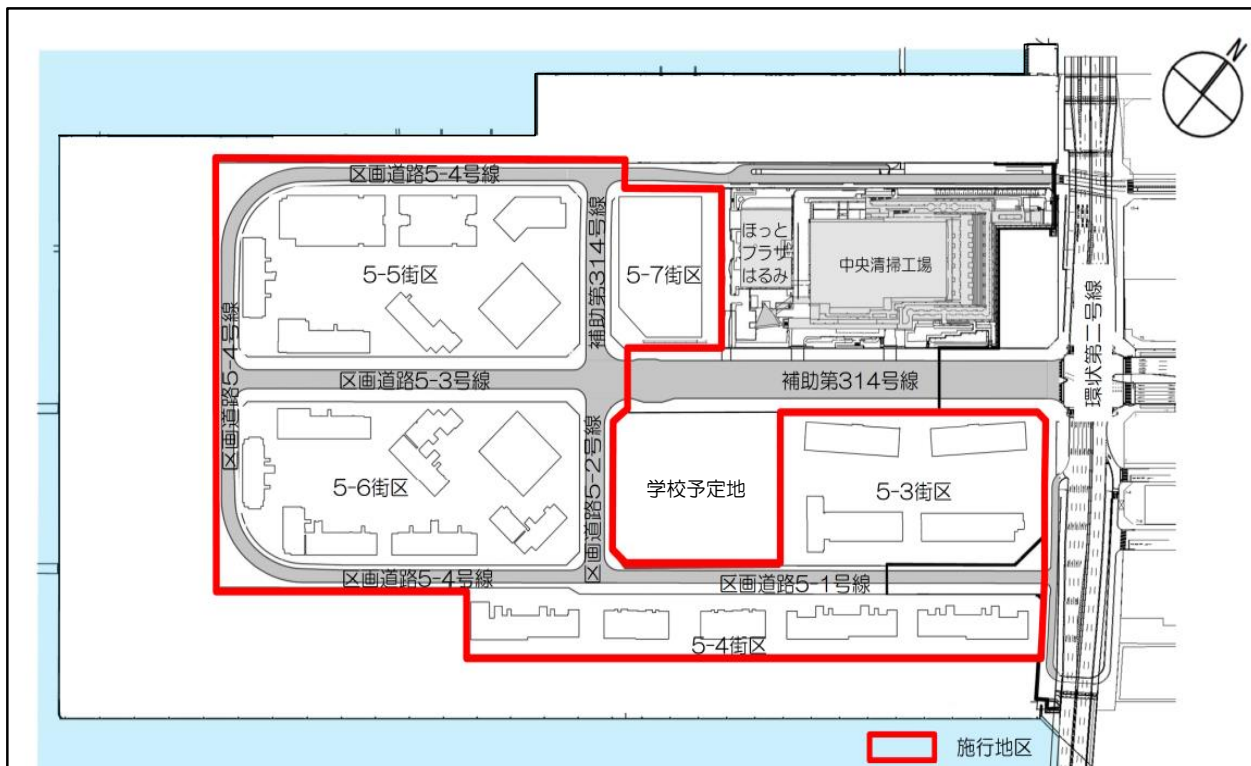 N
区画道路5-4号線
5-5街区
補助第314号線
5-7街区
ほっと
プラザ
はるみ
中央清掃工場
環状第二号線
区画道路5-4号線
区画道路5-3号線
補助第314号線
5-6街区
区画道路5-2号線
学校予定地
5-3街区
区画道路5-4号線
区画道路5-1号線
5-4街区
施行地区